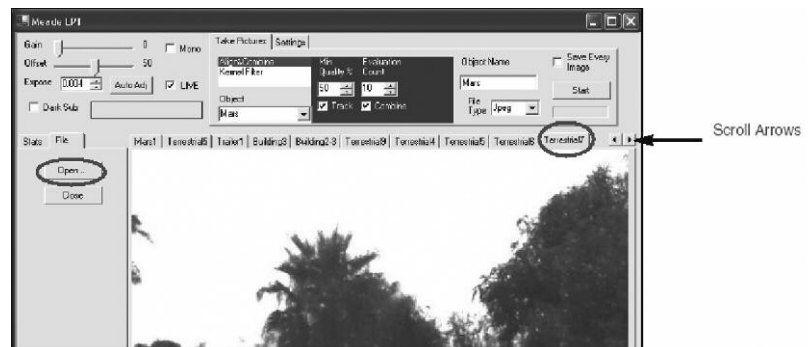 Meade LPI
Gain 0 Mono
Offset 50
Expose 0.004 Auto Adj LIVE
Dark Sub
Take Pictures Settings
Align&Combine
Kernel Filter
Object
Mars
Min Quality %
50
Evaluation Count
10
Track Combine
Object Name
Mars
File Type Jpeg
Save Every Image
Start
Stats File
Open...
Close
Mars1 Terrestrial5 Trailer1 Building3 Building2-3 Terrestrial9 Terrestrial4 Terrestrial5 Terrestrial6 Terrestrial7
Scroll Arrows